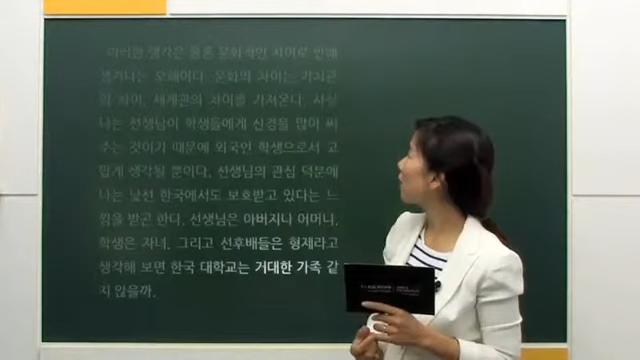 이러한 생각은 물론 문화적인 차이로 인해
생겨나는 오해이다. 문화의 차이는 가치관
의 차이, 세계관의 차이를 가져온다. 사실
나는 선생님이 학생들에게 신경을 많이 써
주는 것이기 때문에 외국인 학생으로서 고
맙게 생각될 뿐이다. 선생님의 관심 덕분에
나는 낯선 한국에서도 보호받고 있다는 느
낌을 받곤 한다. 선생님은 아버지나 어머니,
학생은 자녀, 그리고 선후배들은 형제라고
생각해 보면 한국 대학교는 거대한 가족 같
지 않을까.